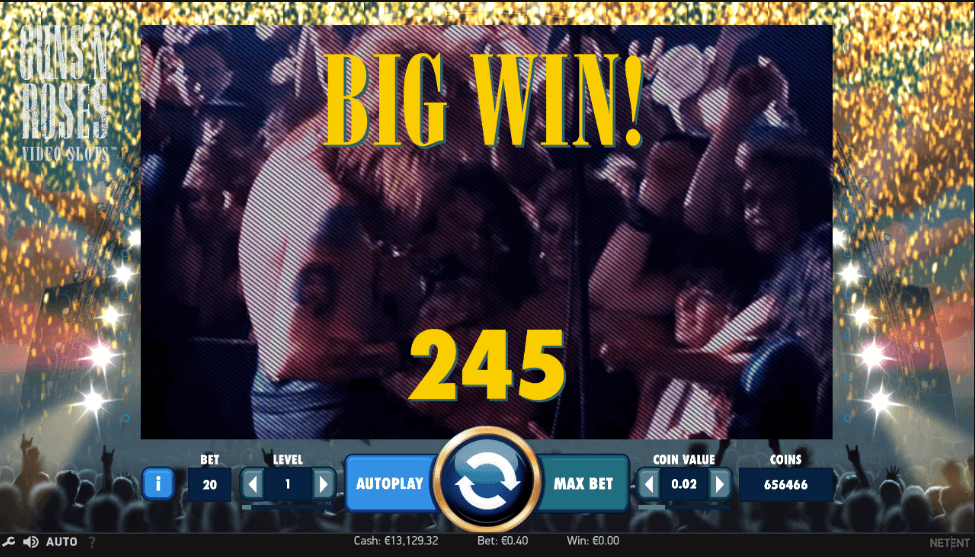 GUNS N'
ROSES
VIDEO SLOTS™
BIG WIN!
245
BET
LEVEL
COIN VALUE
COINS
i
20
1
AUTOPLAY
MAX BET
0.02
656466
AUTO
?
Cash: €13,129.32
Bet: €0.40
Win: €0.00
NETENT